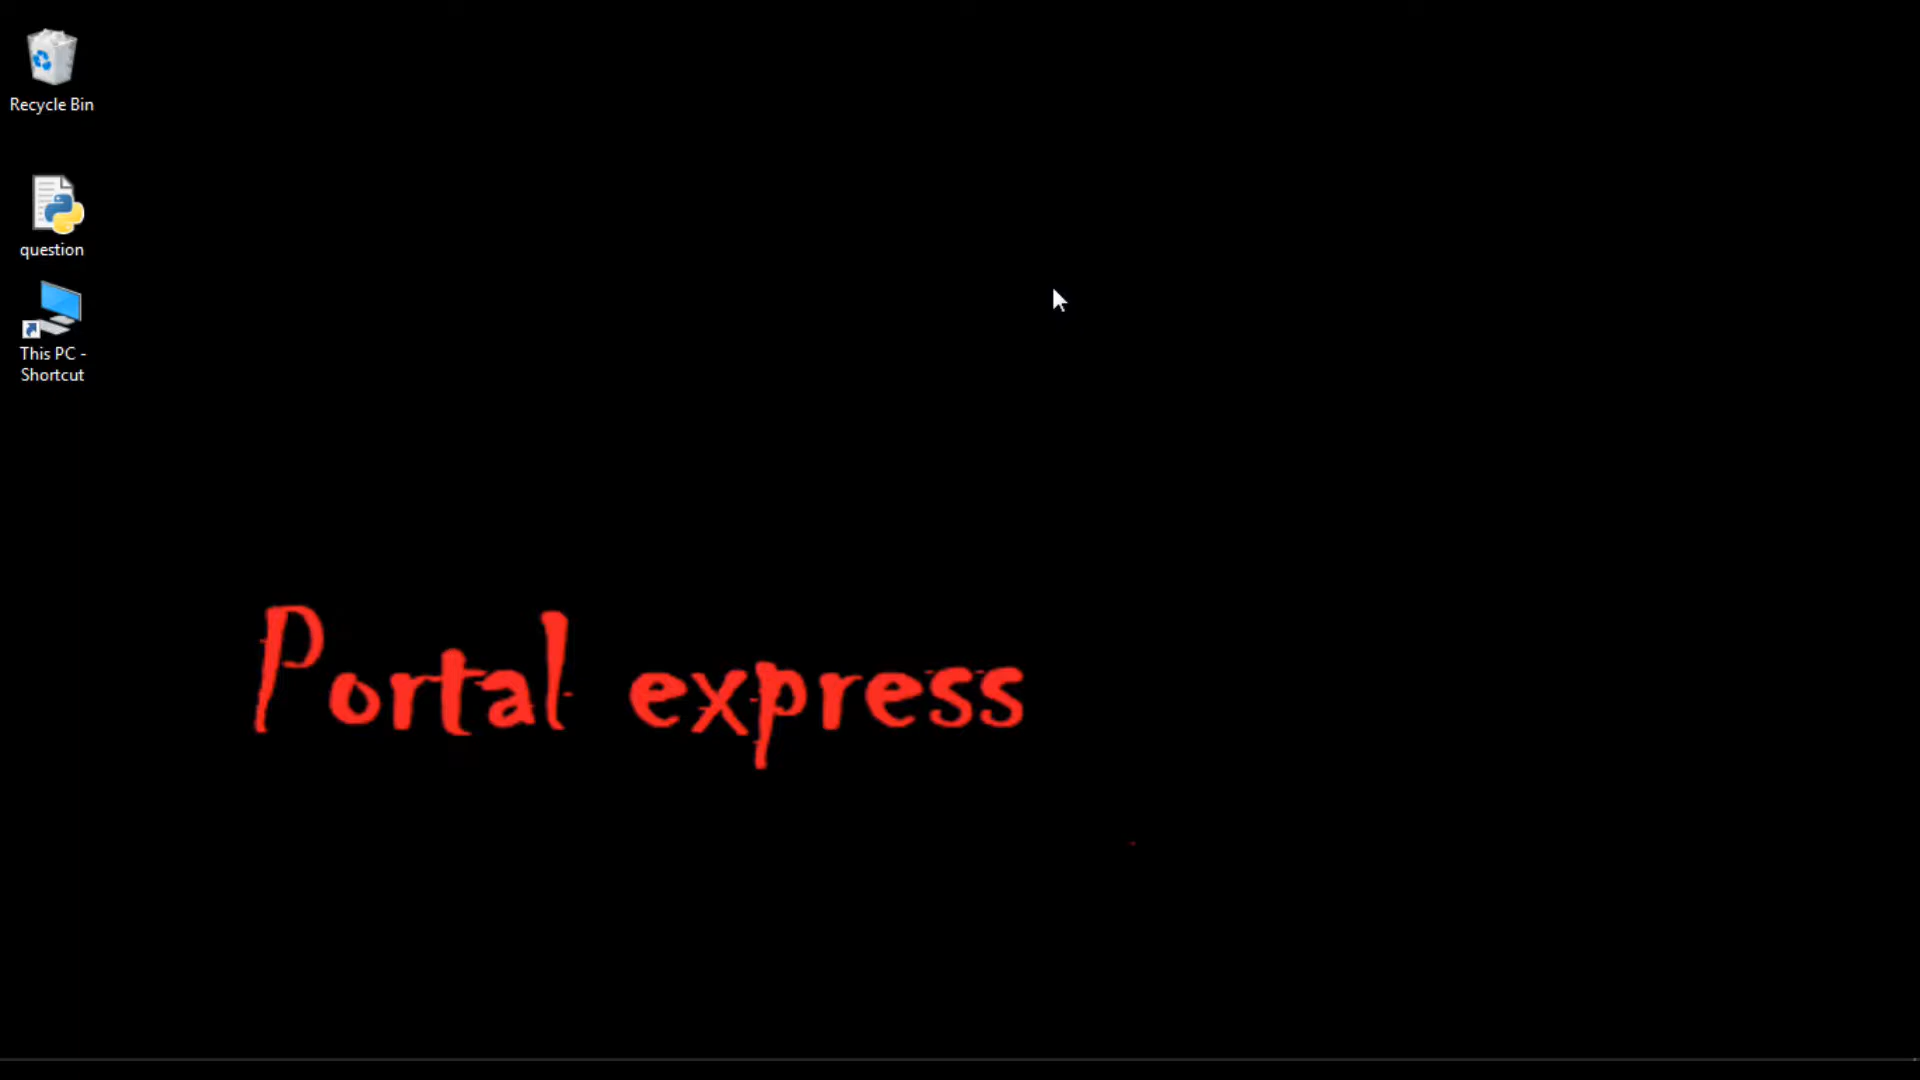 Recycle Bin
question
This PC -
Shortcut
Portal express